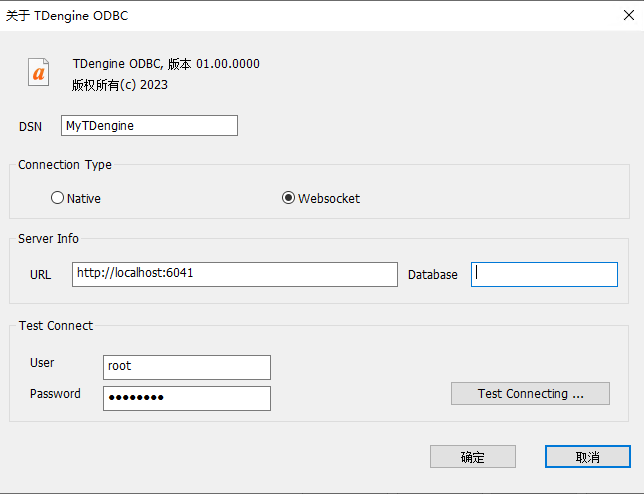 关于 TDengine ODBC
TDengine ODBC, 版本 01.00.0000
版权所有(c) 2023
DSN MyTDengine
Connection Type
Native Websocket
Server Info
URL http://localhost:6041 Database
Test Connect
User root
Password ●●●●●●●●
Test Connecting ...
确定 取消